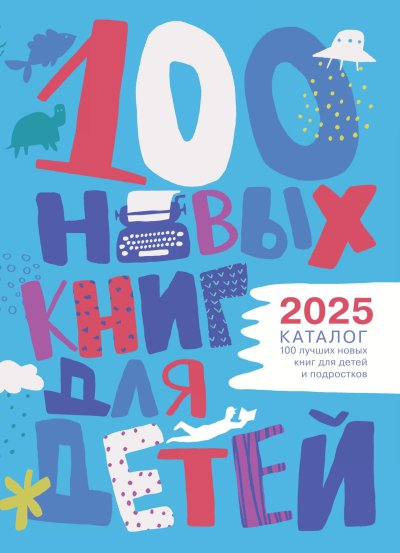 100
НОВЫХ
КНИГ
ДЛЯ
ДЕТЕЙ
2025
КАТАЛОГ
100 лучших новых
книг для детей
и подростков